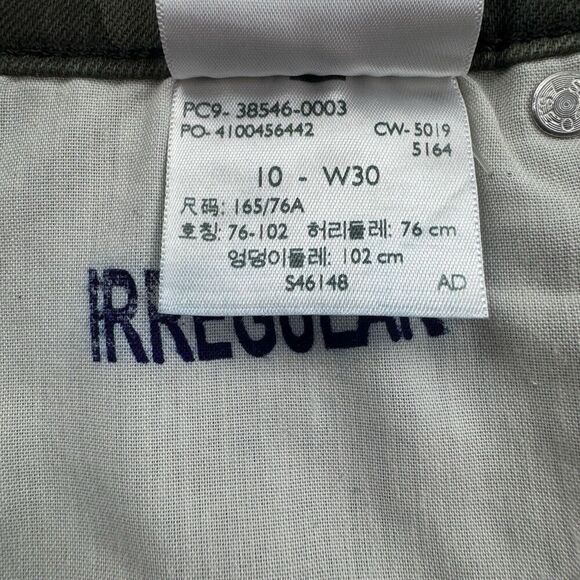 PC9- 38546-0003
PO- 4100456442 CW- 5019
5164
10 - W30
尺码: 165/76A
호칭: 76-102 허리둘레: 76 cm
엉덩이둘레: 102 cm
S46148 AD
IRREGULAR